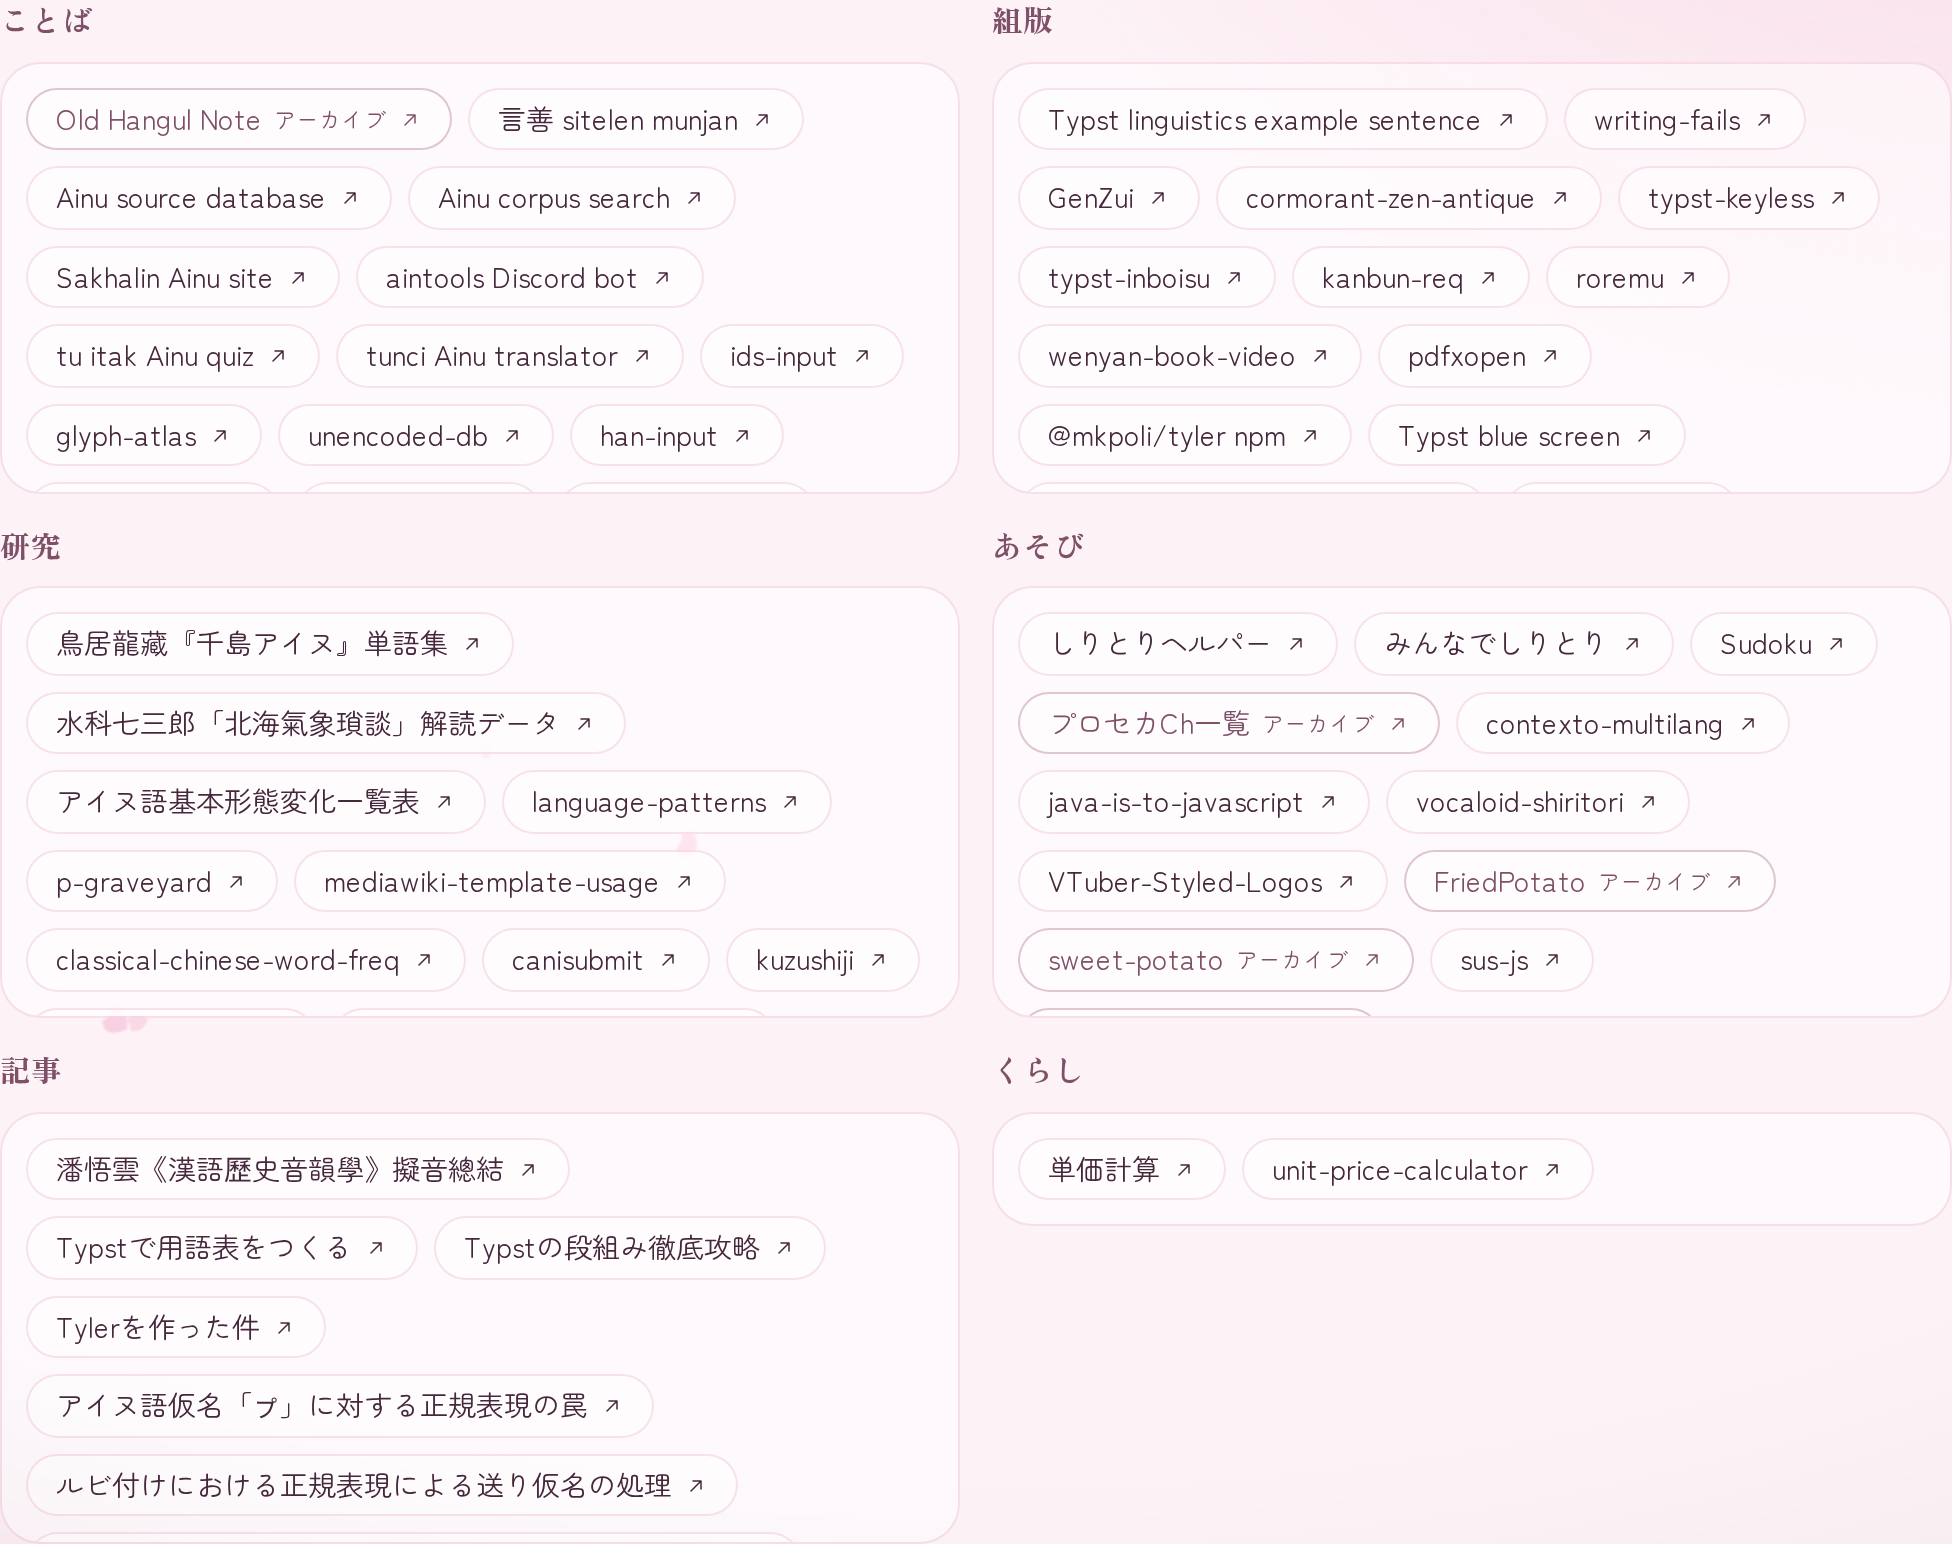 ことば
Old Hangul Note アーカイブ ↗ 言善 sitelen munjan ↗
Ainu source database ↗ Ainu corpus search ↗
Sakhalin Ainu site ↗ aintools Discord bot ↗
tu itak Ainu quiz ↗ tunci Ainu translator ↗ ids-input ↗
glyph-atlas ↗ unencoded-db ↗ han-input ↗
組版
Typst linguistics example sentence ↗ writing-fails ↗
GenZui ↗ cormorant-zen-antique ↗ typst-keyless ↗
typst-inboisu ↗ kanbun-req ↗ roremu ↗
wenyan-book-video ↗ pdfxopen ↗
@mkpoli/tyler npm ↗ Typst blue screen ↗
研究
鳥居龍藏『千島アイヌ』単語集 ↗
水科七三郎「北海氣象瑣談」解読データ ↗
アイヌ語基本形態変化一覧表 ↗ language-patterns ↗
p-graveyard ↗ mediawiki-template-usage ↗
classical-chinese-word-freq ↗ canisubmit ↗ kuzushiji ↗
あそび
しりとりヘルパー ↗ みんなでしりとり ↗ Sudoku ↗
プロセカCh一覧 アーカイブ ↗ contexto-multilang ↗
java-is-to-javascript ↗ vocaloid-shiritori ↗
VTuber-Styled-Logos ↗ FriedPotato アーカイブ ↗
sweet-potato アーカイブ ↗ sus-js ↗
記事
潘悟雲《漢語歷史音韻學》擬音總結 ↗
Typstで用語表をつくる ↗ Typstの段組み徹底攻略 ↗
Tylerを作った件 ↗
アイヌ語仮名「ㇷ゚」に対する正規表現の罠 ↗
ルビ付けにおける正規表現による送り仮名の処理 ↗
くらし
単価計算 ↗ unit-price-calculator ↗